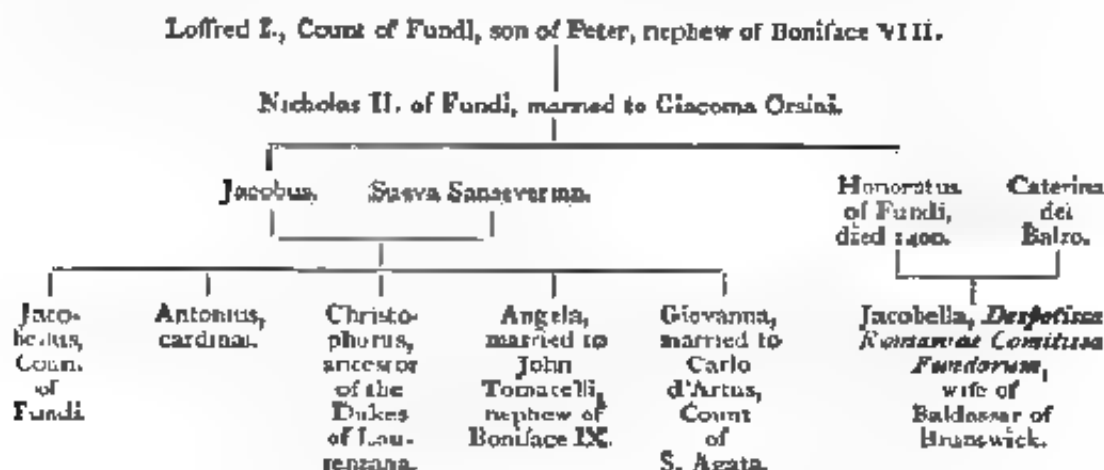 Loffred I., Count of Fundi, son of Peter, nephew of Boniface VIII.
Nicholas II. of Fundi, married to Giacoma Orsini.
Jacobus. Sueva Sanseverina.
Honoratus
of Fundi,
died 1400.
Caterina
del
Balzo.
Jaco-
bellus,
Count
of
Fundi.
Antonius,
cardinal.
Christo-
phorus,
ancestor
of the
Dukes
of Lau-
renzana.
Angela,
married to
John
Tomacelli,
nephew of
Boniface IX.
Giovanna,
married to
Carlo
d'Artus,
Count
of
S. Agata.
Jacobella, Despotissa
Romaniae Comitissa
Fundorum,
wife of
Baldassar of
Brunswick.